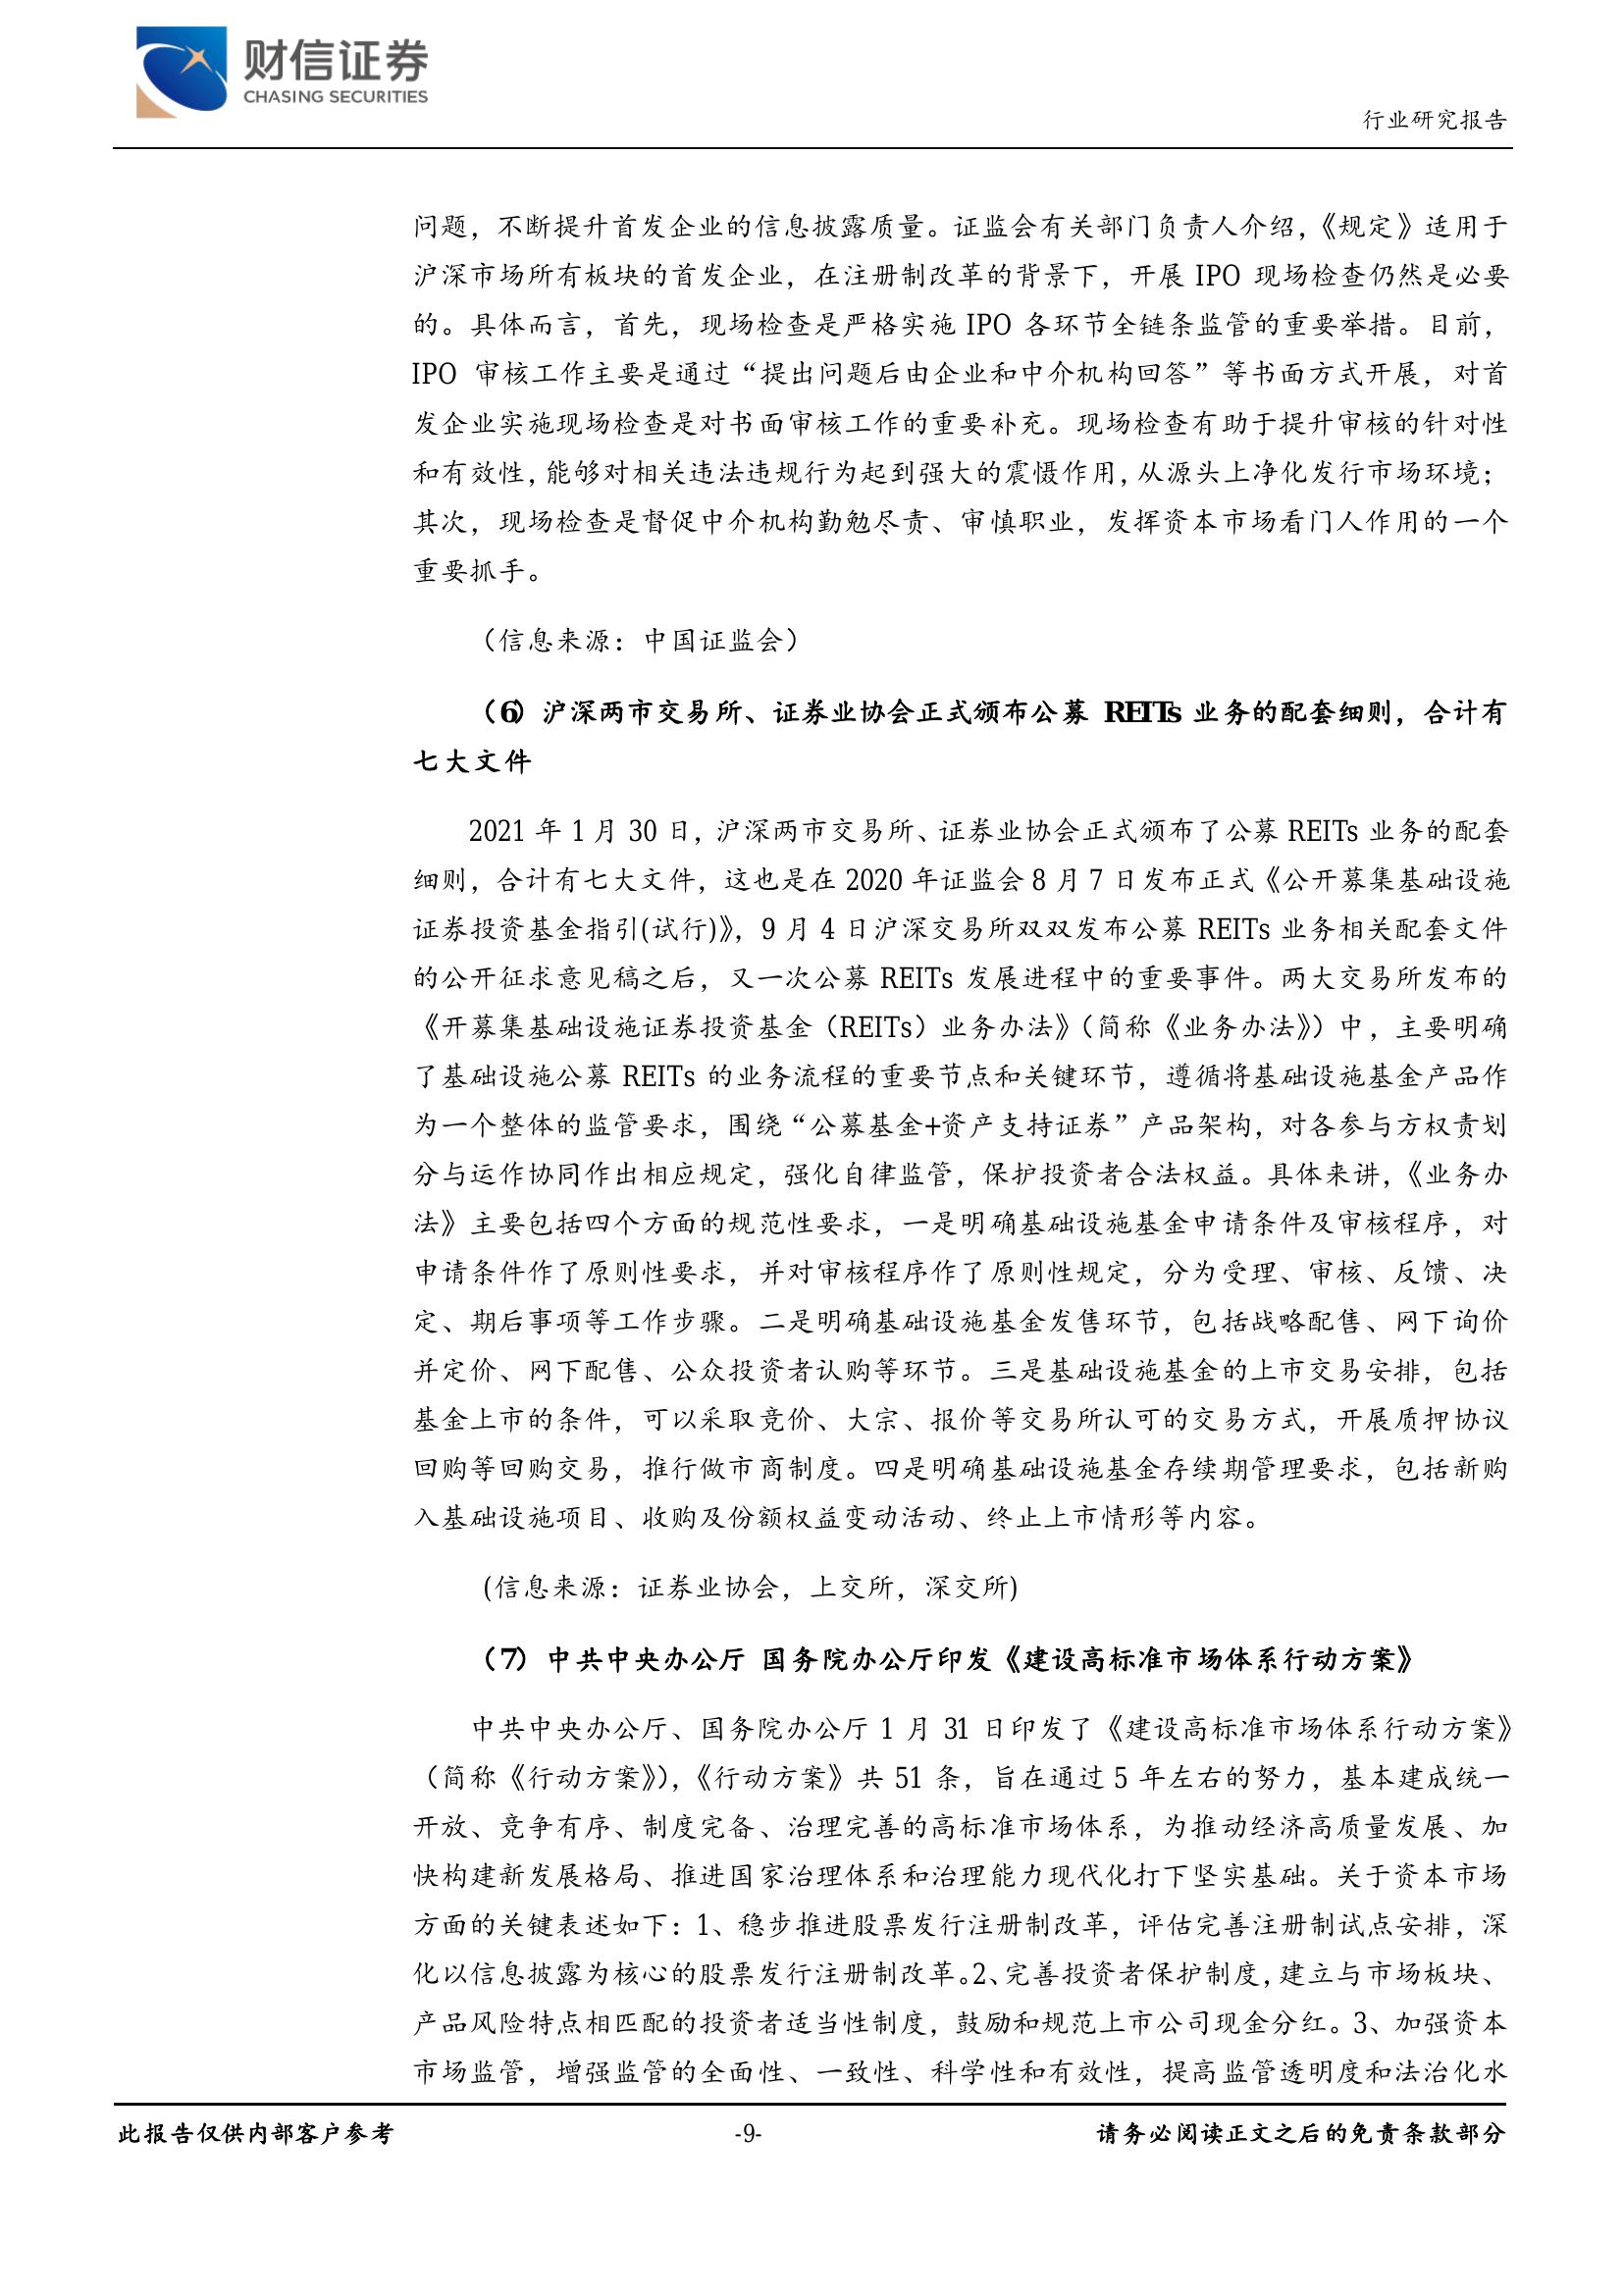 财信证券
CHASING SECURITIES
行业研究报告
问题，不断提升首发企业的信息披露质量。证监会有关部门负责人介绍，《规定》适用于
沪深市场所有板块的首发企业，在注册制改革的背景下，开展 IPO 现场检查仍然是必要
的。具体而言，首先，现场检查是严格实施 IPO 各环节全链条监管的重要举措。目前，
IPO 审核工作主要是通过“提出问题后由企业和中介机构回答”等书面方式开展，对首
发企业实施现场检查是对书面审核工作的重要补充。现场检查有助于提升审核的针对性
和有效性，能够对相关违法违规行为起到强大的震慑作用，从源头上净化发行市场环境；
其次，现场检查是督促中介机构勤勉尽责、审慎职业，发挥资本市场看门人作用的一个
重要抓手。
（信息来源：中国证监会）
（6）沪深两市交易所、证券业协会正式颁布公募 REITs 业务的配套细则，合计有
七大文件
2021 年 1 月 30 日，沪深两市交易所、证券业协会正式颁布了公募 REITs 业务的配套
细则，合计有七大文件，这也是在 2020 年证监会 8 月 7 日发布正式《公开募集基础设施
证券投资基金指引(试行)》，9 月 4 日沪深交易所双双发布公募 REITs 业务相关配套文件
的公开征求意见稿之后，又一次公募 REITs 发展进程中的重要事件。两大交易所发布的
《开募集基础设施证券投资基金（REITs）业务办法》（简称《业务办法》）中，主要明确
了基础设施公募 REITs 的业务流程的重要节点和关键环节，遵循将基础设施基金产品作
为一个整体的监管要求，围绕“公募基金+资产支持证券”产品架构，对各参与方权责划
分与运作协同作出相应规定，强化自律监管，保护投资者合法权益。具体来讲，《业务办
法》主要包括四个方面的规范性要求，一是明确基础设施基金申请条件及审核程序，对
申请条件作了原则性要求，并对审核程序作了原则性规定，分为受理、审核、反馈、决
定、期后事项等工作步骤。二是明确基础设施基金发售环节，包括战略配售、网下询价
并定价、网下配售、公众投资者认购等环节。三是基础设施基金的上市交易安排，包括
基金上市的条件，可以采取竞价、大宗、报价等交易所认可的交易方式，开展质押协议
回购等回购交易，推行做市商制度。四是明确基础设施基金存续期管理要求，包括新购
入基础设施项目、收购及份额权益变动活动、终止上市情形等内容。
(信息来源：证券业协会，上交所，深交所)
（7）中共中央办公厅 国务院办公厅印发《建设高标准市场体系行动方案》
中共中央办公厅、国务院办公厅 1 月 31 日印发了《建设高标准市场体系行动方案》
（简称《行动方案》），《行动方案》共 51 条，旨在通过 5 年左右的努力，基本建成统一
开放、竞争有序、制度完备、治理完善的高标准市场体系，为推动经济高质量发展、加
快构建新发展格局、推进国家治理体系和治理能力现代化打下坚实基础。关于资本市场
方面的关键表述如下：1、稳步推进股票发行注册制改革，评估完善注册制试点安排，深
化以信息披露为核心的股票发行注册制改革。2、完善投资者保护制度，建立与市场板块、
产品风险特点相匹配的投资者适当性制度，鼓励和规范上市公司现金分红。3、加强资本
市场监管，增强监管的全面性、一致性、科学性和有效性，提高监管透明度和法治化水
此报告仅供内部客户参考
-9-
请务必阅读正文之后的免责条款部分